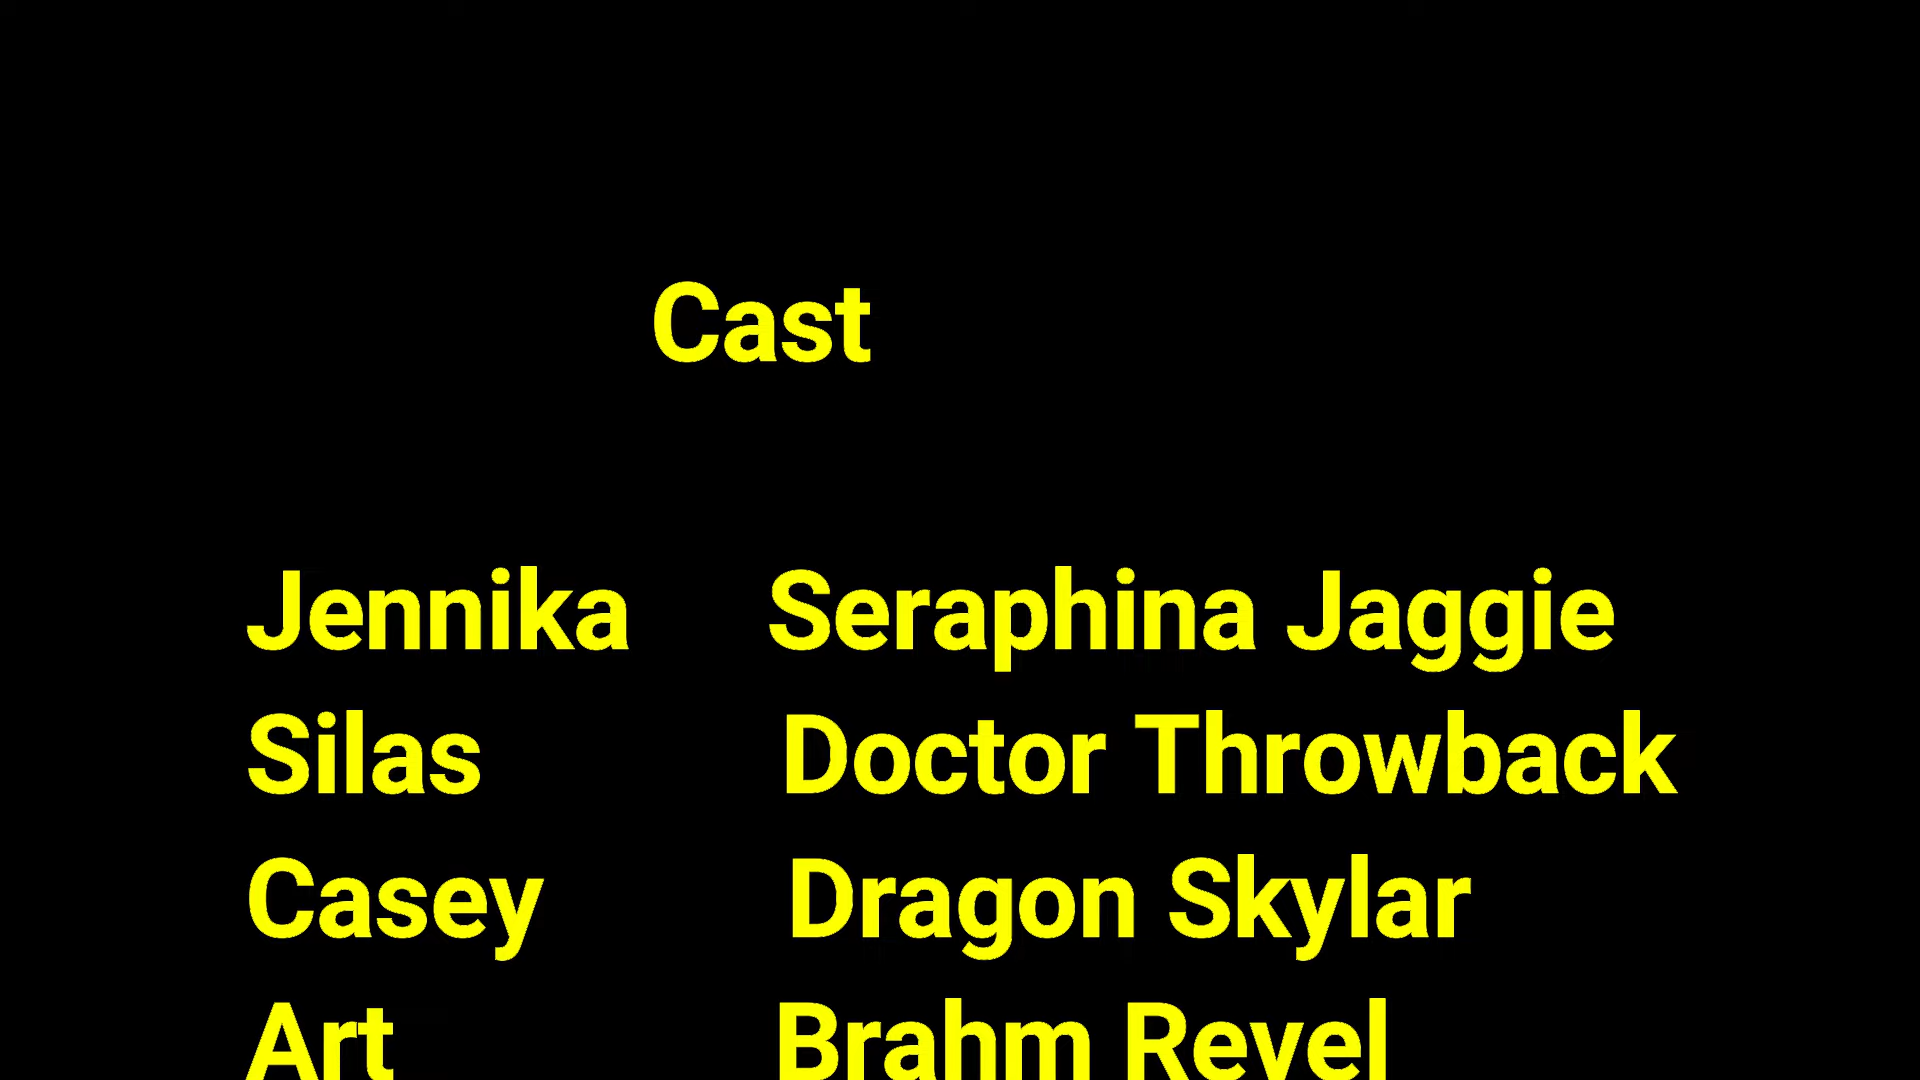 Cast
Jennika Seraphina Jaggie
Silas Doctor Throwback
Casey Dragon Skylar
Art Brahm Revel